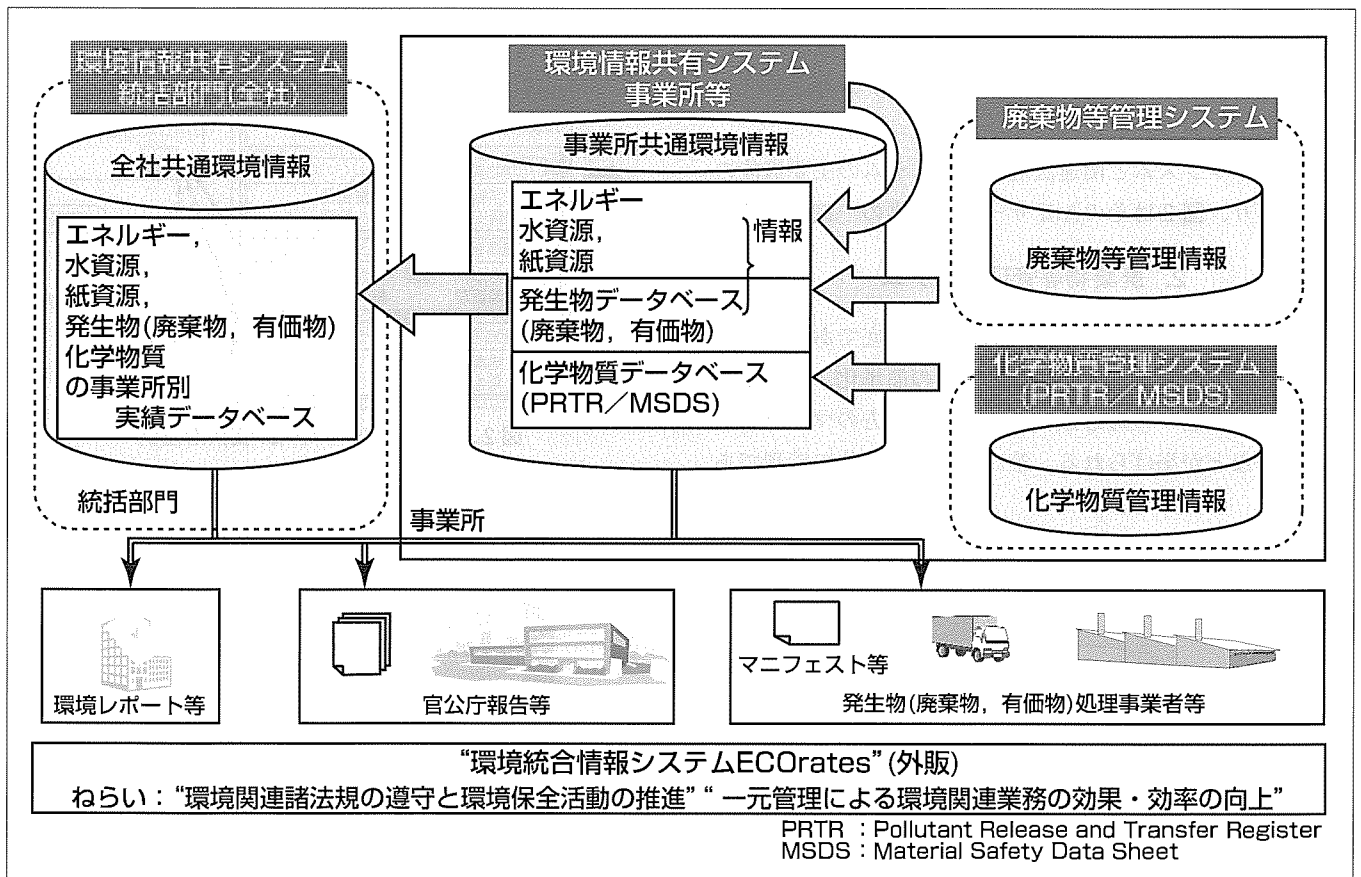 環境情報共有システム
統括部門(全社)
全社共通環境情報
エネルギー,
水資源,
紙資源,
発生物(廃棄物,有価物)
化学物質
の事業所別
実績データベース
統括部門
環境情報共有システム
事業所等
事業所共通環境情報
エネルギー
水資源,
紙資源
情報
発生物データベース
(廃棄物,有価物)
化学物質データベース
(PRTR/MSDS)
事業所
廃棄物等管理システム
廃棄物等管理情報
化学物質管理システム
(PRTR/MSDS)
化学物質管理情報
環境レポート等
官公庁報告等
マニフェスト等
発生物(廃棄物,有価物)処理事業者等
“環境統合情報システムECOrates”(外販)
ねらい:“環境関連諸法規の遵守と環境保全活動の推進”“一元管理による環境関連業務の効果・効率の向上”
PRTR : Pollutant Release and Transfer Register
MSDS : Material Safety Data Sheet